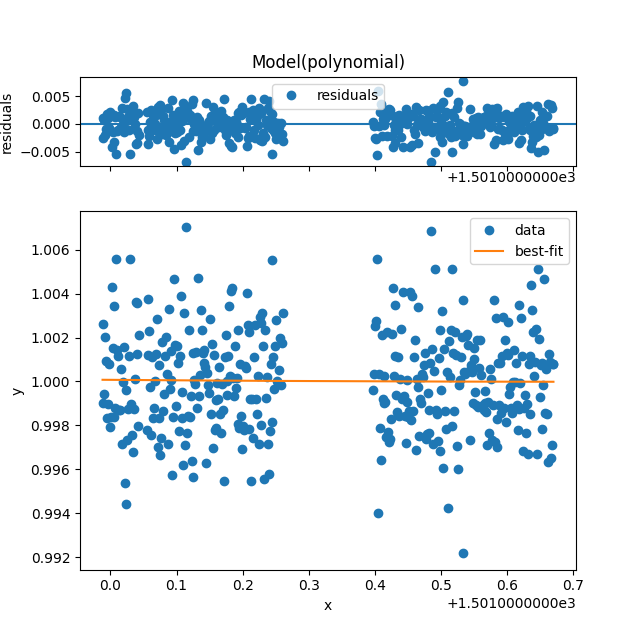 Model(polynomial)
residuals
0.005
0.000
−0.005
residuals
+1.5010000000e3
y
1.006
1.004
1.002
1.000
0.998
0.996
0.994
0.992
data
best-fit
0.0 0.1 0.2 0.3 0.4 0.5 0.6 0.7
x
+1.5010000000e3